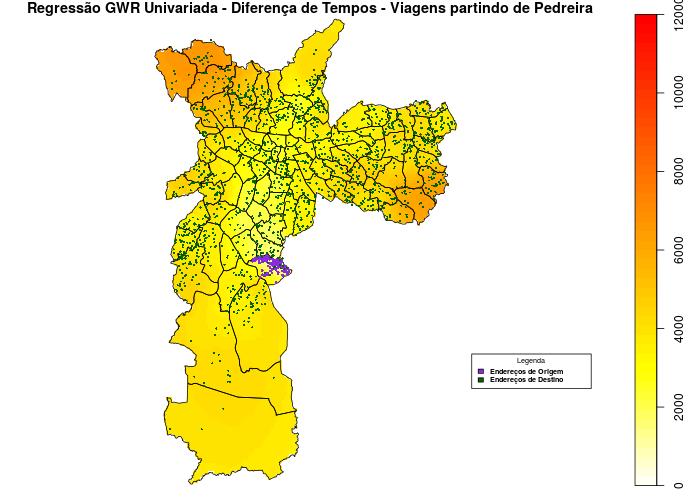 Regressão GWR Univariada - Diferença de Tempos - Viagens partindo de Pedreira
12000
10000
8000
6000
4000
2000
0
Legenda
Endereços de Origem
Endereços de Destino